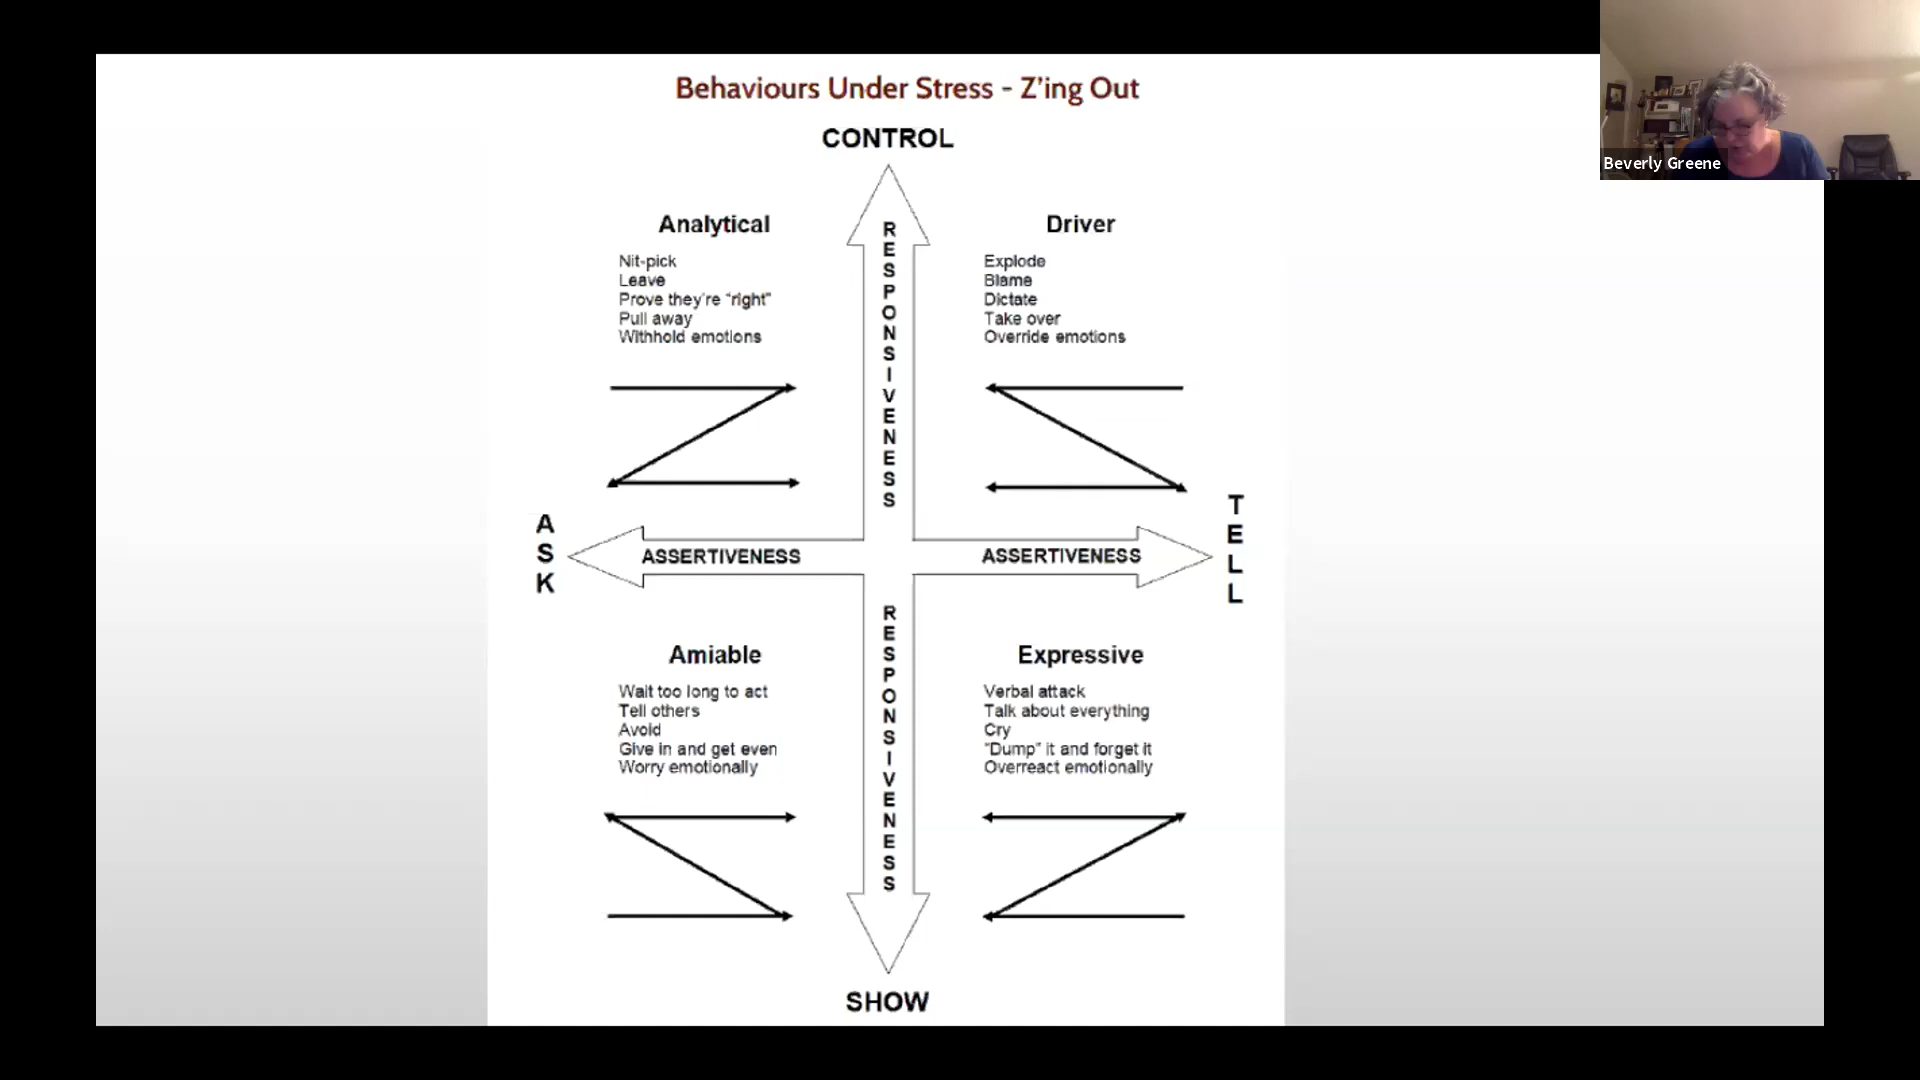 Behaviours Under Stress - Z'ing Out
Beverly Greene
CONTROL
RESPONSIVENESS
Analytical
Nit-pick
Leave
Prove they're "right"
Pull away
Withhold emotions
Driver
Explode
Blame
Dictate
Take over
Override emotions
ASK
ASSERTIVENESS
ASSERTIVENESS
TELL
RESPONSIVENESS
Amiable
Wait too long to act
Tell others
Avoid
Give in and get even
Worry emotionally
Expressive
Verbal attack
Talk about everything
Cry
"Dump" it and forget it
Overreact emotionally
SHOW